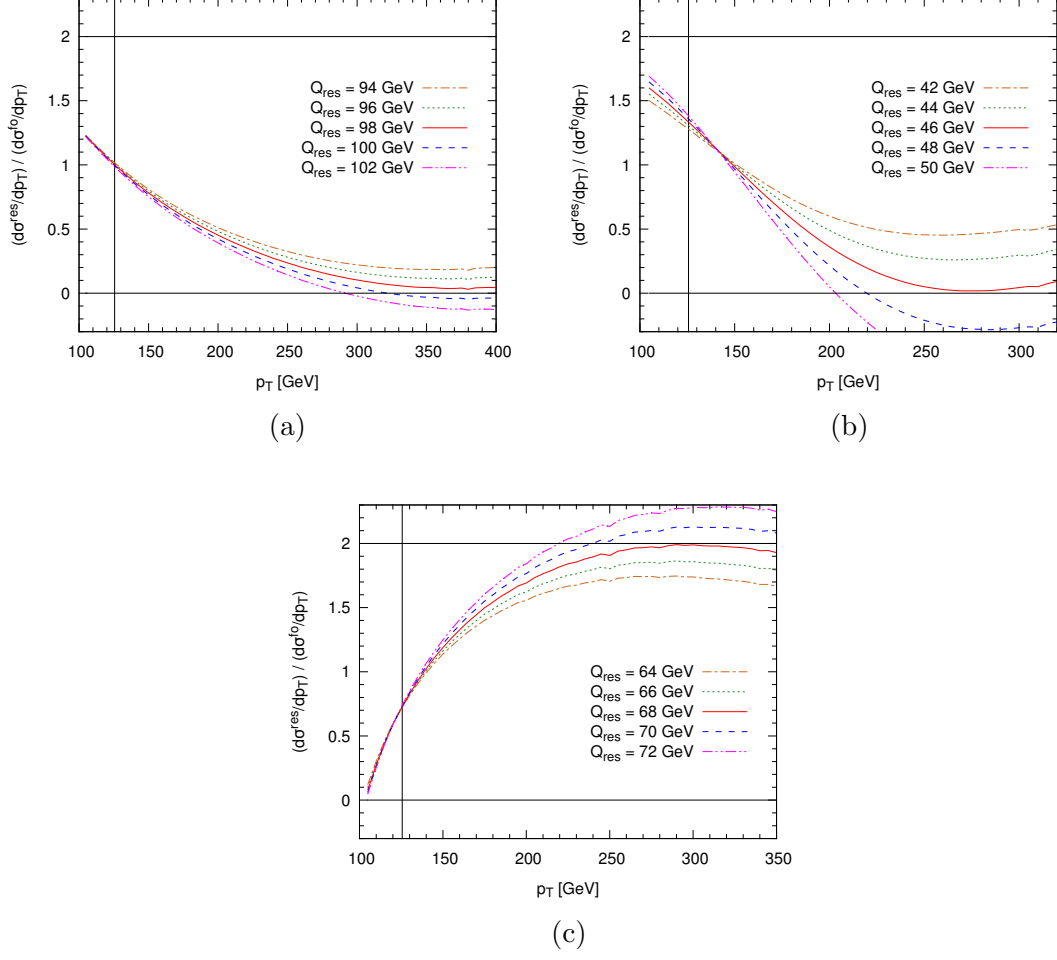 2
1.5
1
0.5
0
(dσ^res/dp_T) / (dσ^fo/dp_T)
Q_res = 94 GeV
Q_res = 96 GeV
Q_res = 98 GeV
Q_res = 100 GeV
Q_res = 102 GeV
100 150 200 250 300 350 400
p_T [GeV]
(a)
2
1.5
1
0.5
0
(dσ^res/dp_T) / (dσ^fo/dp_T)
Q_res = 42 GeV
Q_res = 44 GeV
Q_res = 46 GeV
Q_res = 48 GeV
Q_res = 50 GeV
100 150 200 250 300
p_T [GeV]
(b)
2
1.5
1
0.5
0
(dσ^res/dp_T) / (dσ^fo/dp_T)
Q_res = 64 GeV
Q_res = 66 GeV
Q_res = 68 GeV
Q_res = 70 GeV
Q_res = 72 GeV
100 150 200 250 300 350
p_T [GeV]
(c)